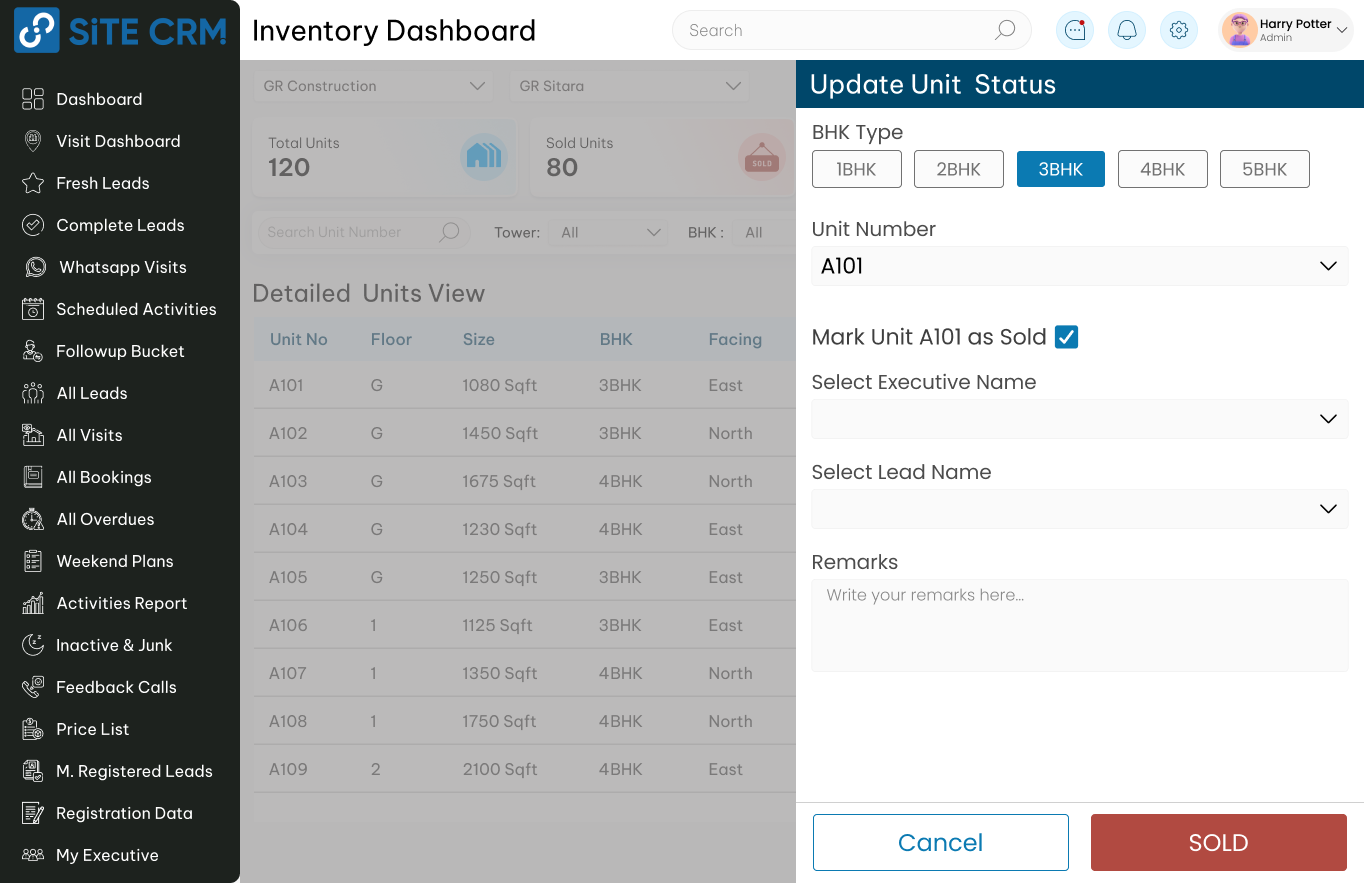 SiTE CRM
Dashboard
Visit Dashboard
Fresh Leads
Complete Leads
Whatsapp Visits
Scheduled Activities
Followup Bucket
All Leads
All Visits
All Bookings
All Overdues
Weekend Plans
Activities Report
Inactive & Junk
Feedback Calls
Price List
M. Registered Leads
Registration Data
My Executive
Inventory Dashboard
Search
Harry Potter
Admin
GR Construction GR Sitara
Total Units
120
Sold Units
80
SOLD
Search Unit Number Tower: All BHK : All
Detailed Units View
Unit No Floor Size BHK Facing
A101 G 1080 Sqft 3BHK East
A102 G 1450 Sqft 3BHK North
A103 G 1675 Sqft 4BHK North
A104 G 1230 Sqft 4BHK East
A105 G 1250 Sqft 3BHK East
A106 1 1125 Sqft 3BHK East
A107 1 1350 Sqft 4BHK North
A108 1 1750 Sqft 4BHK North
A109 2 2100 Sqft 4BHK East
Update Unit Status
BHK Type
1BHK 2BHK 3BHK 4BHK 5BHK
Unit Number
A101
Mark Unit A101 as Sold
Select Executive Name
Select Lead Name
Remarks
Write your remarks here...
Cancel SOLD